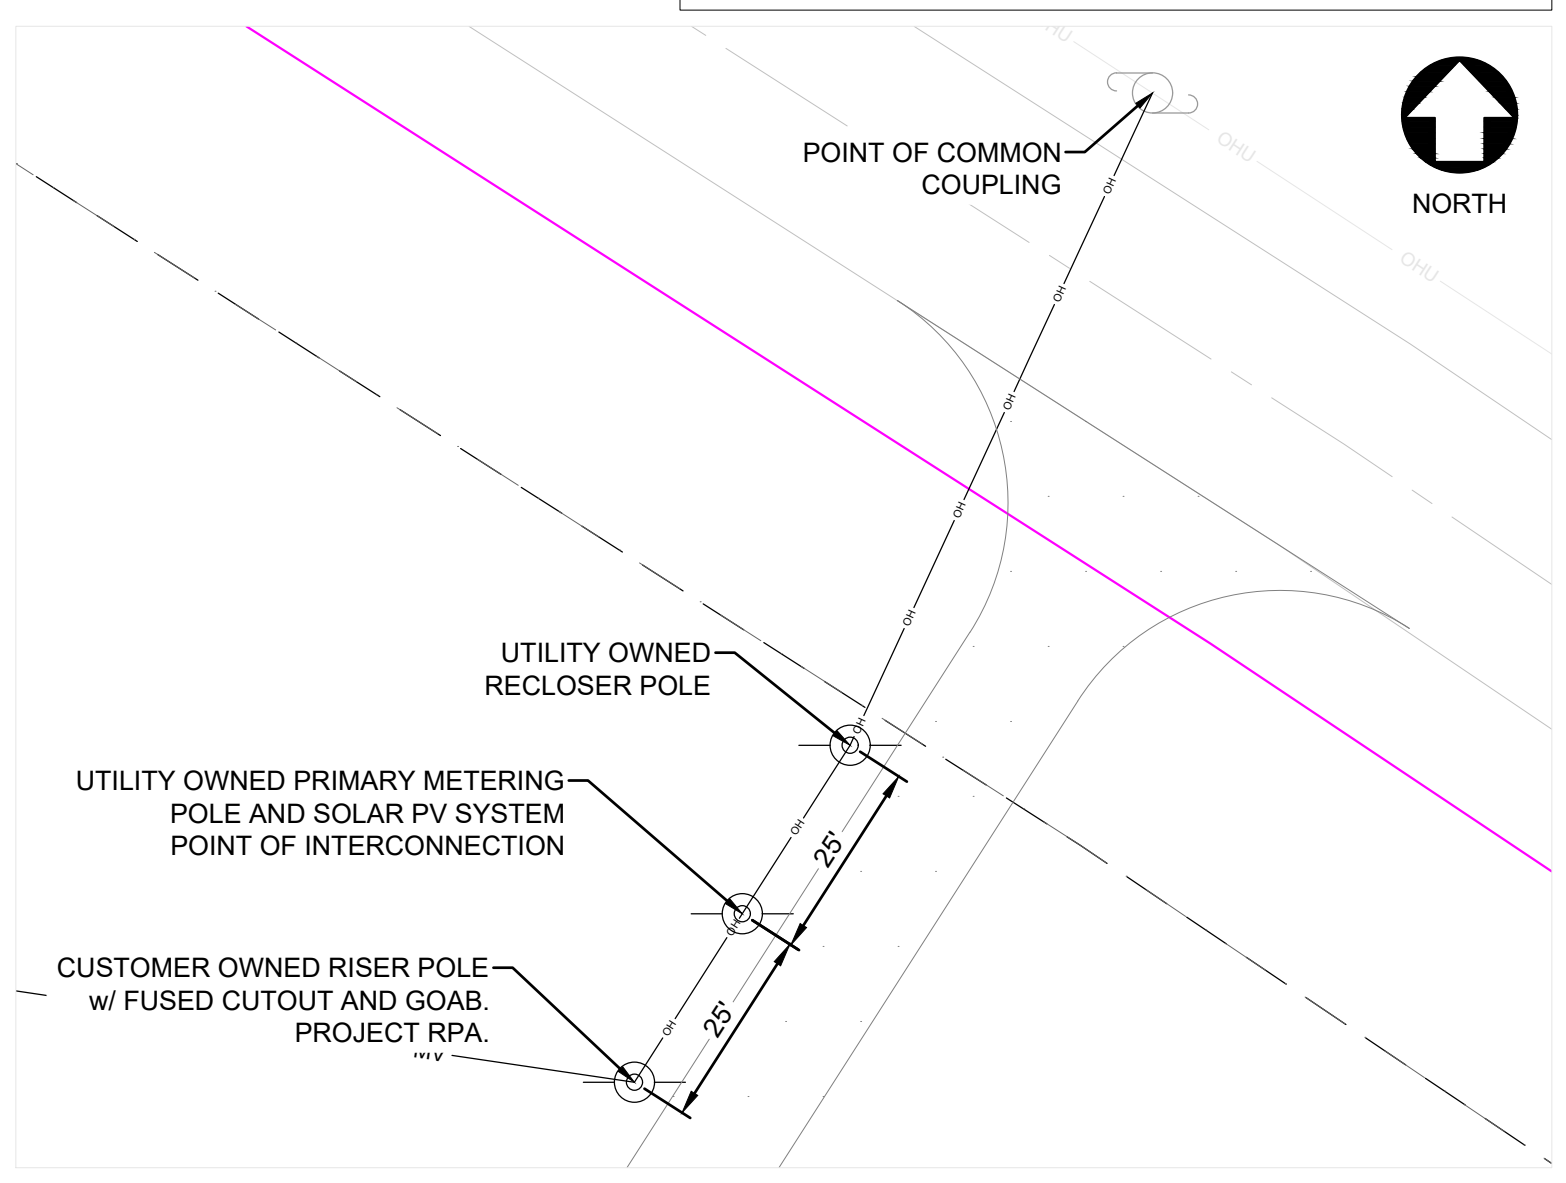 OHU
POINT OF COMMON
COUPLING
OHU
NORTH
OHU
OH
OH
OH
OH
OH
UTILITY OWNED
RECLOSER POLE
OH
UTILITY OWNED PRIMARY METERING
POLE AND SOLAR PV SYSTEM
POINT OF INTERCONNECTION
OH
25'
OH
CUSTOMER OWNED RISER POLE
w/ FUSED CUTOUT AND GOAB.
PROJECT RPA.
OH
25'
MV